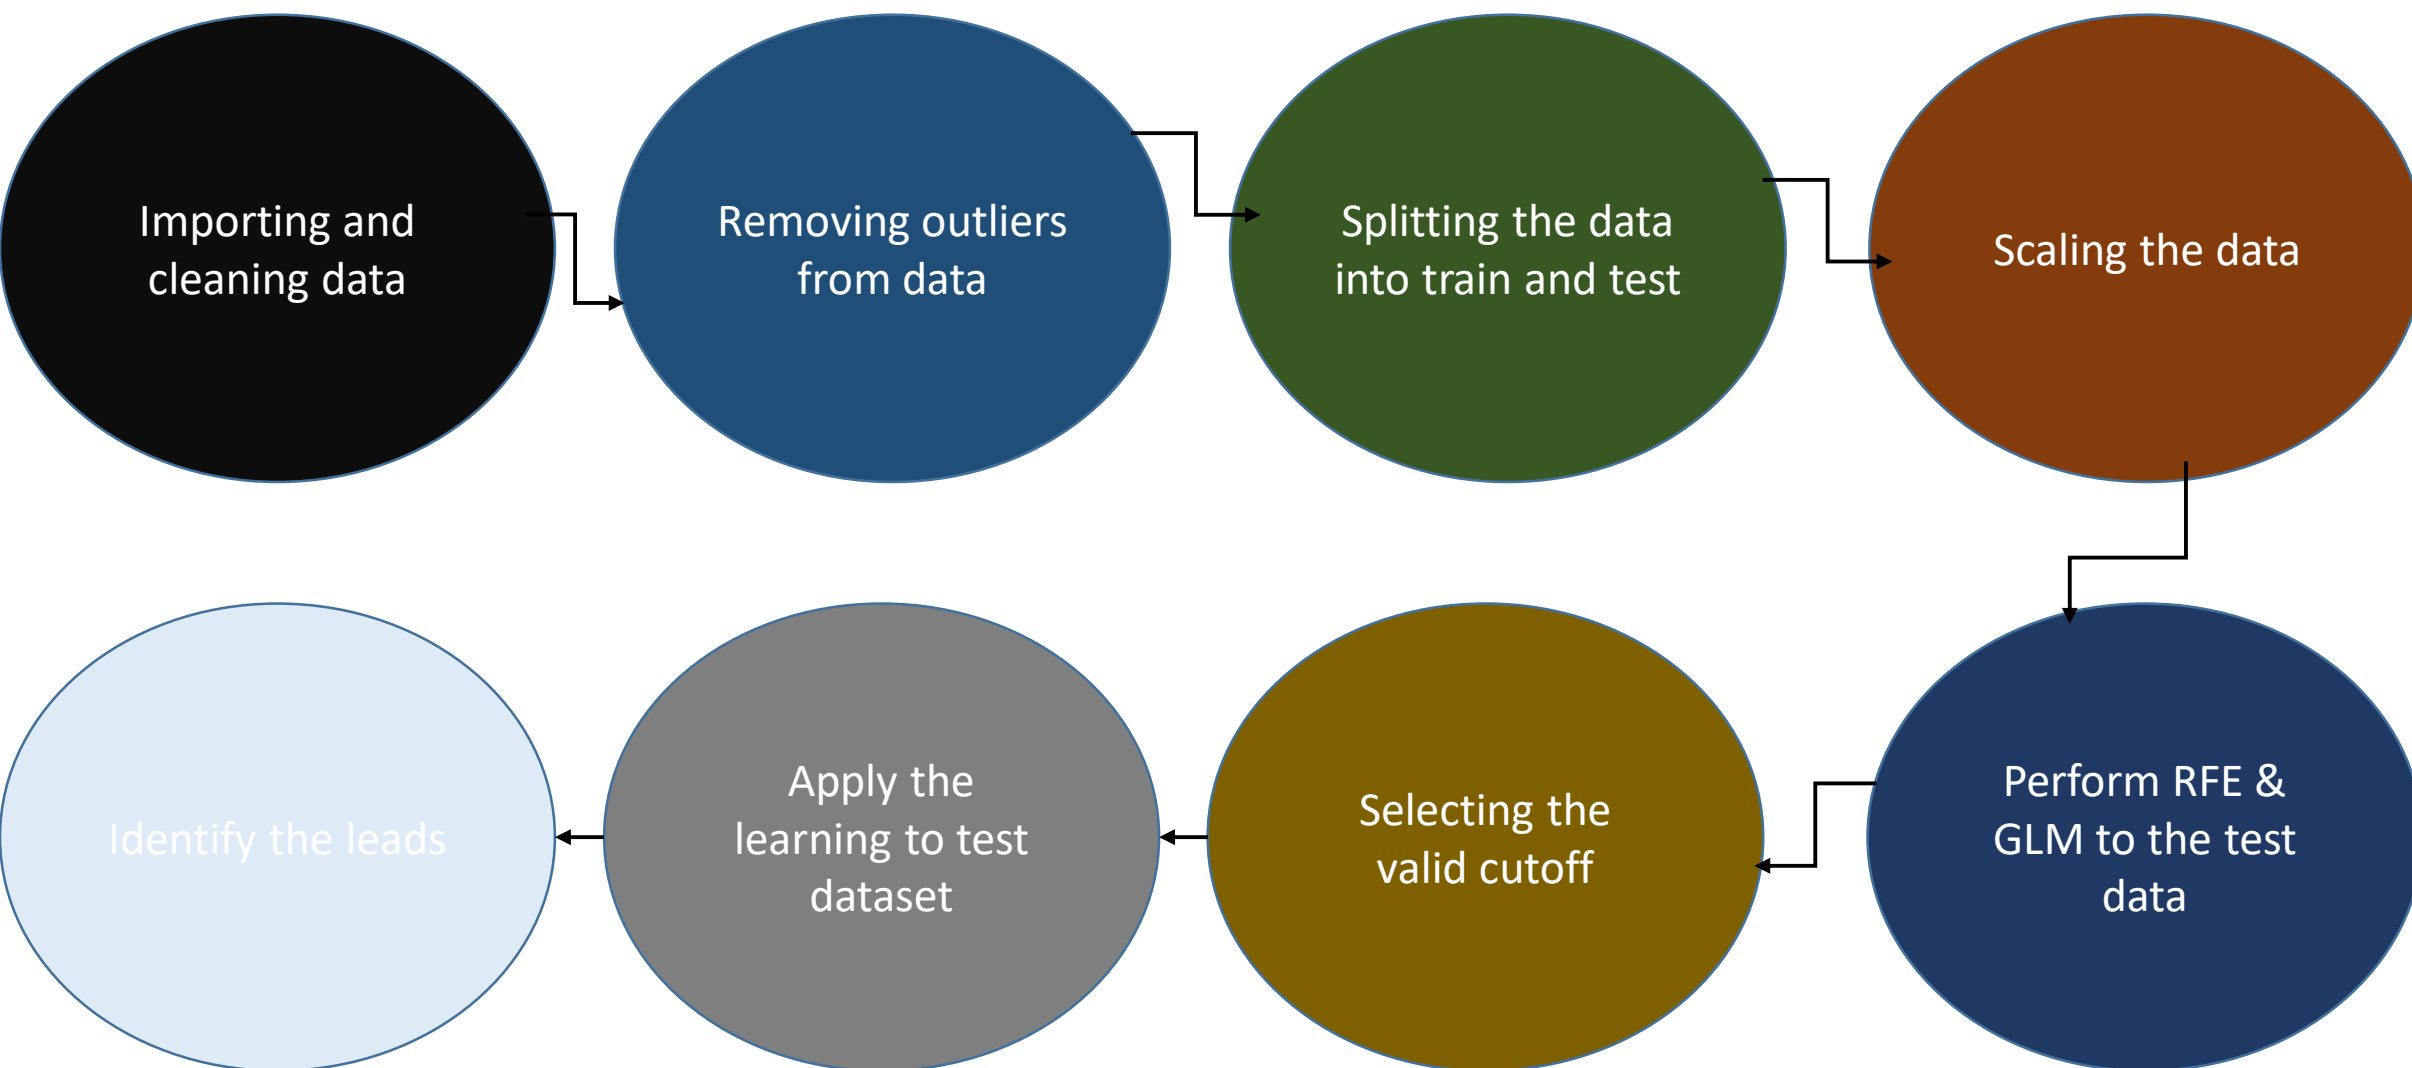 Importing and
cleaning data
Removing outliers
from data
Splitting the data
into train and test
Scaling the data
Perform RFE &
GLM to the test
data
Selecting the
valid cutoff
Apply the
learning to test
dataset
Identify the leads